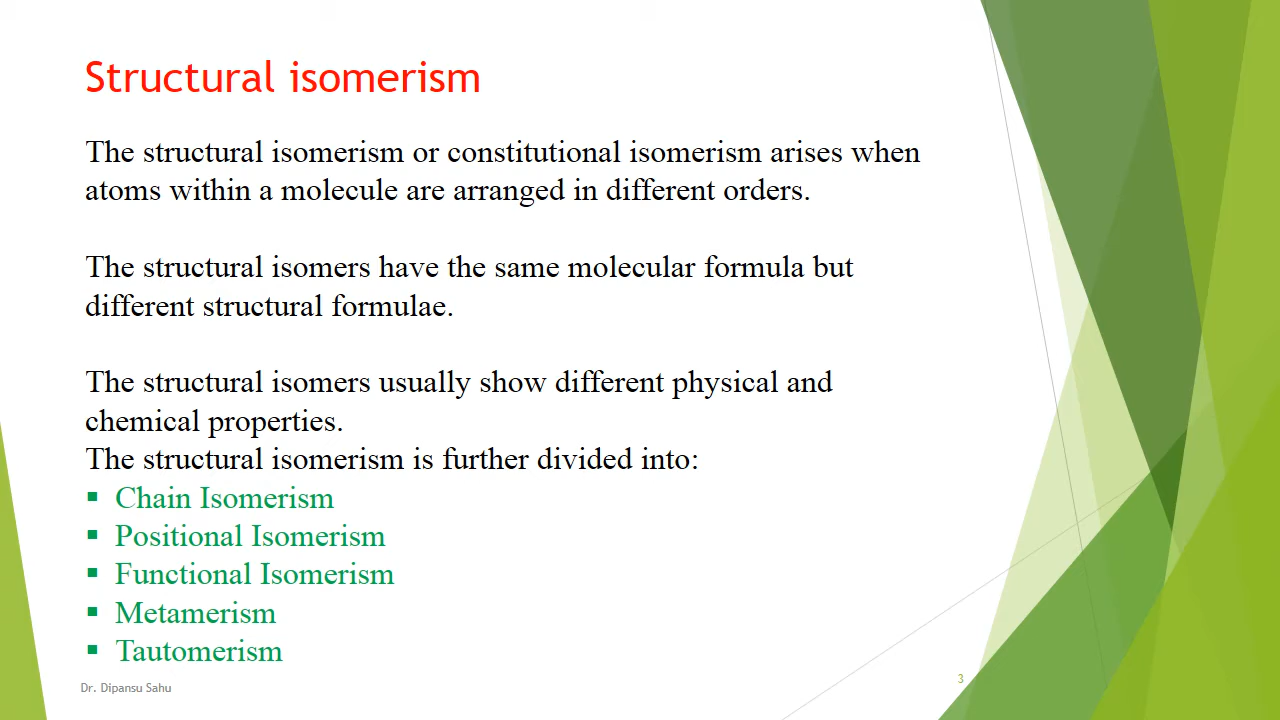 Structural isomerism
The structural isomerism or constitutional isomerism arises when
atoms within a molecule are arranged in different orders.
The structural isomers have the same molecular formula but
different structural formulae.
The structural isomers usually show different physical and
chemical properties.
The structural isomerism is further divided into:
▪ Chain Isomerism
▪ Positional Isomerism
▪ Functional Isomerism
▪ Metamerism
▪ Tautomerism
Dr. Dipansu Sahu
3